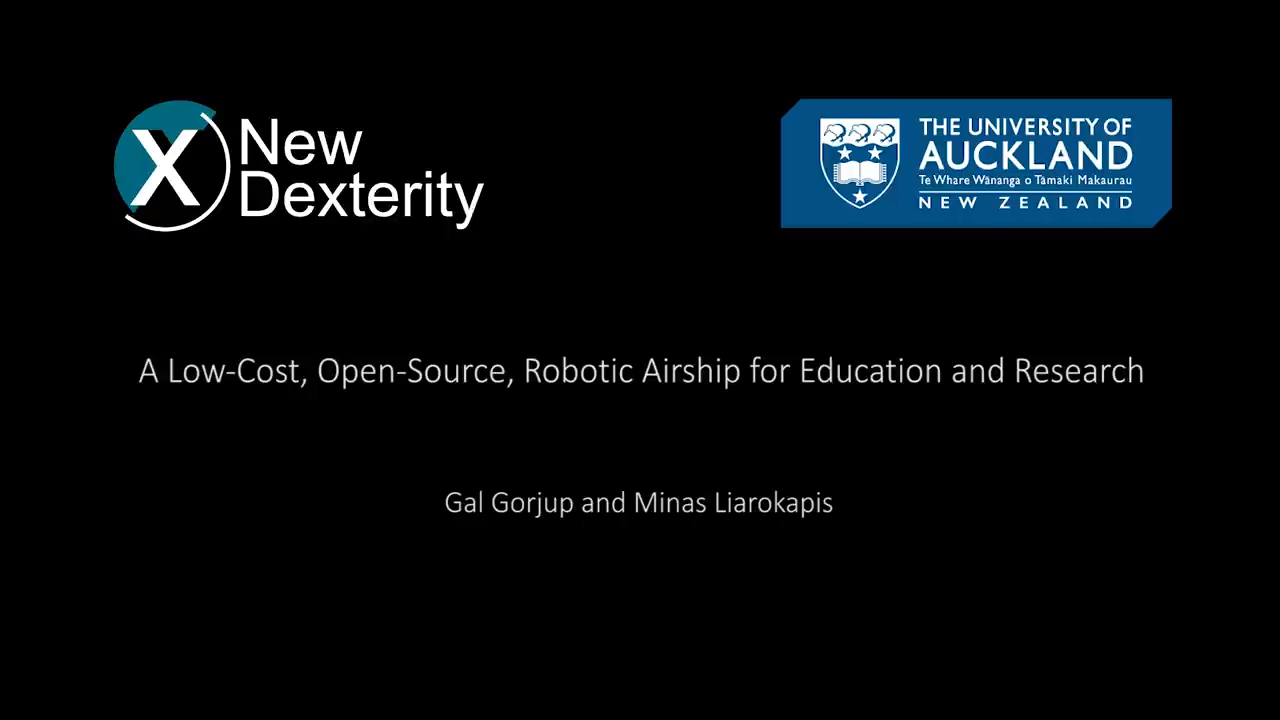 X
New
Dexterity
THE UNIVERSITY OF
AUCKLAND
Te Whare Wānanga o Tāmaki Makaurau
NEW ZEALAND
A Low-Cost, Open-Source, Robotic Airship for Education and Research
Gal Gorjup and Minas Liarokapis